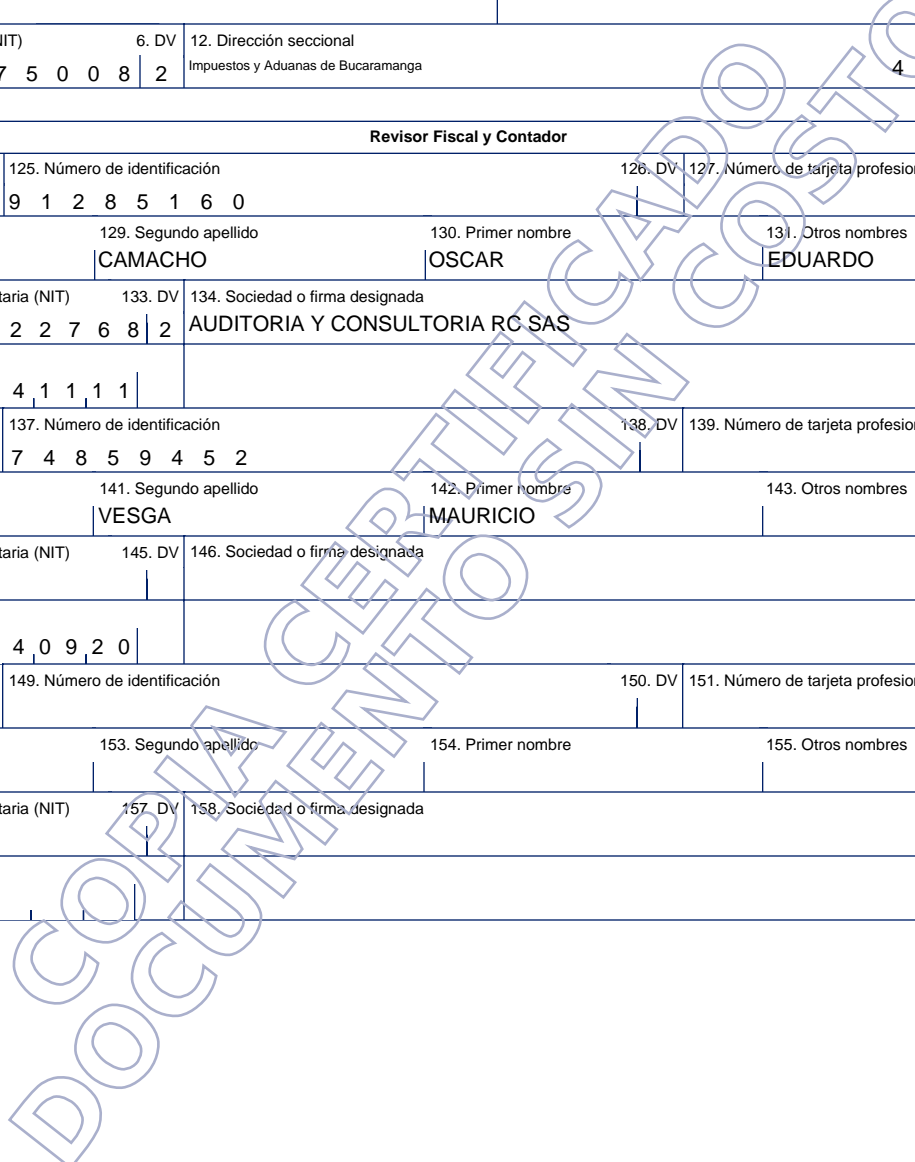 NIT) 6. DV 12. Dirección seccional
7 5 0 0 8 2 Impuestos y Aduanas de Bucaramanga 4
Revisor Fiscal y Contador
125. Número de identificación 126. DV 127. Número de tarjeta profesion
9 1 2 8 5 1 6 0
129. Segundo apellido 130. Primer nombre 131. Otros nombres
CAMACHO OSCAR EDUARDO
taria (NIT) 133. DV 134. Sociedad o firma designada
2 2 7 6 8 2 AUDITORIA Y CONSULTORIA RC SAS
4 1 1 1
137. Número de identificación 138. DV 139. Número de tarjeta profesion
7 4 8 5 9 4 5 2
141. Segundo apellido 142. Primer nombre 143. Otros nombres
VESGA MAURICIO
taria (NIT) 145. DV 146. Sociedad o firma designada
4 0 9 2 0
149. Número de identificación 150. DV 151. Número de tarjeta profesion
153. Segundo apellido 154. Primer nombre 155. Otros nombres
taria (NIT) 157. DV 158. Sociedad o firma designada
COPIA CERTIFICADO
DOCUMENTO SIN COSTO